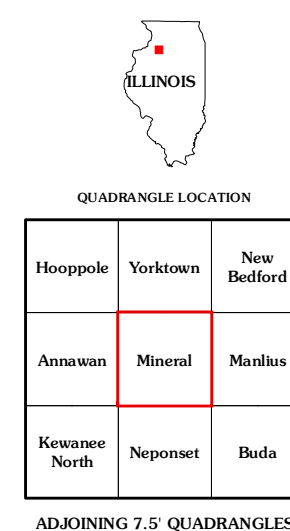 ILLINOIS
QUADRANGLE LOCATION
Hooppole Yorktown New Bedford
Annawan Mineral Manlius
Kewanee North Neponset Buda
ADJOINING 7.5' QUADRANGLES